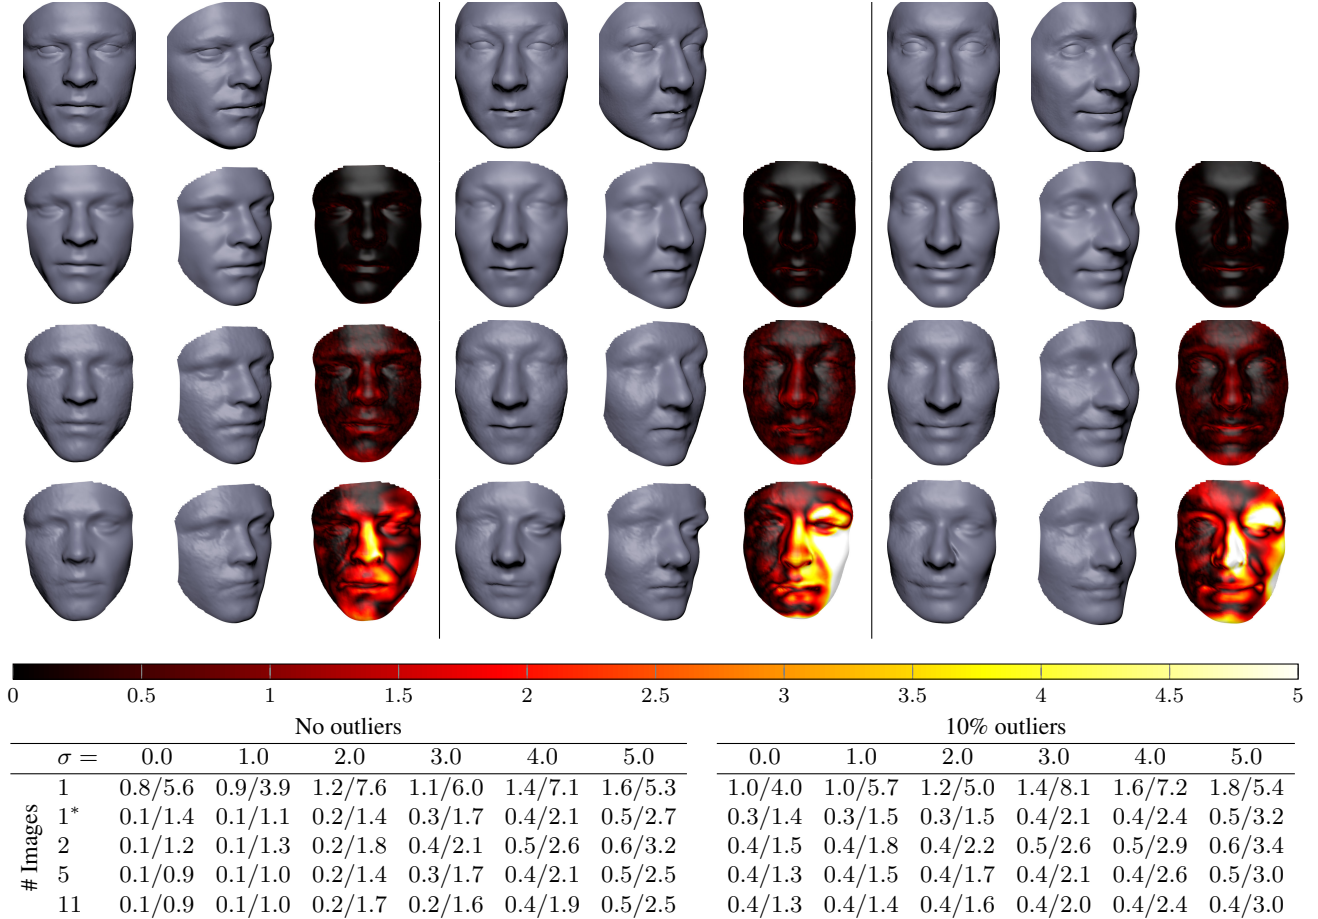 0 0.5 1 1.5 2 2.5 3 3.5 4 4.5 5
No outliers 10% outliers
σ = 0.0 1.0 2.0 3.0 4.0 5.0 0.0 1.0 2.0 3.0 4.0 5.0
# Images
1 0.8/5.6 0.9/3.9 1.2/7.6 1.1/6.0 1.4/7.1 1.6/5.3 1.0/4.0 1.0/5.7 1.2/5.0 1.4/8.1 1.6/7.2 1.8/5.4
1* 0.1/1.4 0.1/1.1 0.2/1.4 0.3/1.7 0.4/2.1 0.5/2.7 0.3/1.4 0.3/1.5 0.3/1.5 0.4/2.1 0.4/2.4 0.5/3.2
2 0.1/1.2 0.1/1.3 0.2/1.8 0.4/2.1 0.5/2.6 0.6/3.2 0.4/1.5 0.4/1.8 0.4/2.2 0.5/2.6 0.5/2.9 0.6/3.4
5 0.1/0.9 0.1/1.0 0.2/1.4 0.3/1.7 0.4/2.1 0.5/2.5 0.4/1.3 0.4/1.5 0.4/1.7 0.4/2.1 0.4/2.6 0.5/3.0
11 0.1/0.9 0.1/1.0 0.2/1.7 0.2/1.6 0.4/1.9 0.5/2.5 0.4/1.3 0.4/1.4 0.4/1.6 0.4/2.0 0.4/2.4 0.4/3.0